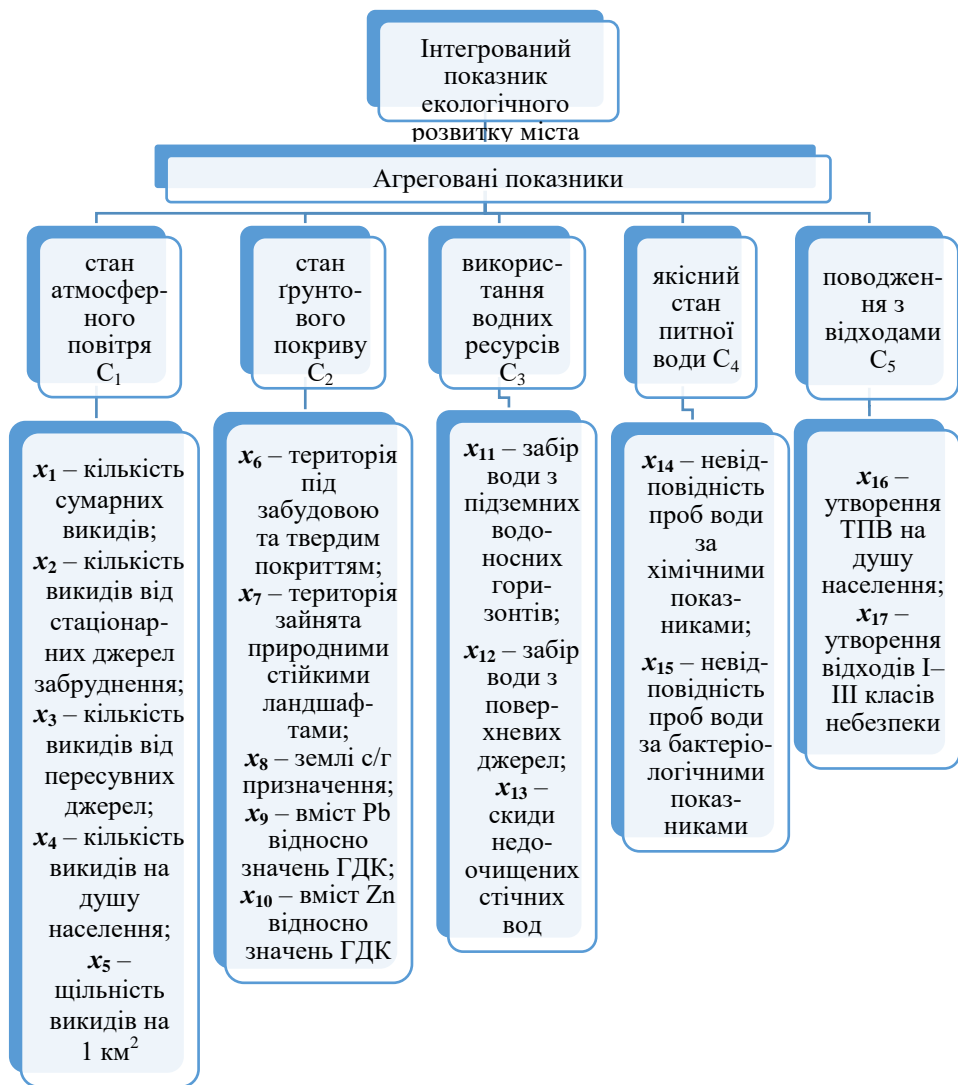 Інтегрований
показник
екологічного
розвитку міста
Агреговані показники
стан
атмосфер-
ного
повітря
C₁
стан
ґрунто-
вого
покриву
C₂
викорис-
тання
водних
ресурсів
C₃
якісний
стан
питної
води C₄
поводжен-
ня з
відходами
C₅
x₁ – кількість
сумарних
викидів;
x₂ – кількість
викидів від
стаціонар-
них джерел
забруднення;
x₃ – кількість
викидів від
пересувних
джерел;
x₄ – кількість
викидів на
душу
населення;
x₅ –
щільність
викидів на
1 км²
x₆ – територія
під
забудовою
та твердим
покриттям;
x₇ – територія
зайнята
природними
стійкими
ландшаф-
тами;
x₈ – землі с/г
призначення;
x₉ – вміст Pb
відносно
значень ГДК;
x₁₀ – вміст Zn
відносно
значень ГДК
x₁₁ – забір
води з
підземних
водо-
носних
гори-
зонтів;
x₁₂ – забір
води з
повер-
хневих
джерел;
x₁₃ –
скиди
недо-
очищених
стічних
вод
x₁₄ – невід-
повідність
проб води
за
хімічними
показ-
никами;
x₁₅ – невід-
повідність
проб води
за бактеріо-
логічними
показ-
никами
x₁₆ –
утворення
ТПВ на
душу
населення;
x₁₇ –
утворення
відходів І–
ІІІ класів
небезпеки